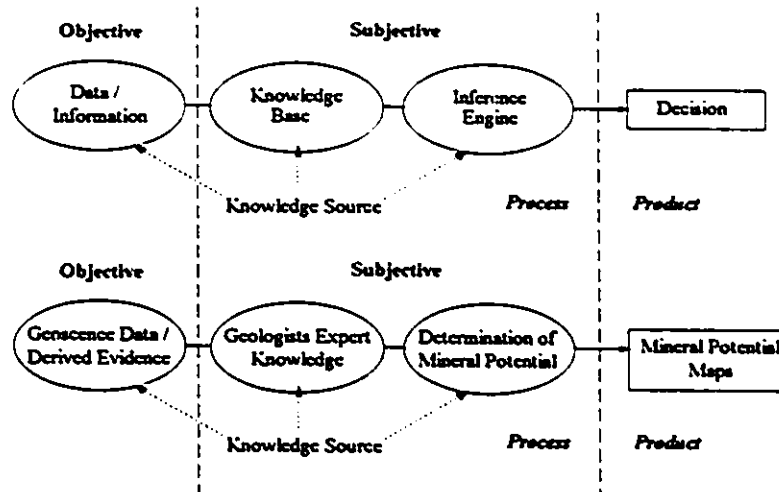 Objective
Subjective
Data /
Information
Knowledge
Base
Inference
Engine
Decision
Knowledge Source
Process
Product
Objective
Subjective
Genscence Data /
Derived Evidence
Geologists Expert
Knowledge
Determination of
Mineral Potential
Mineral Potential
Maps
Knowledge Source
Process
Product